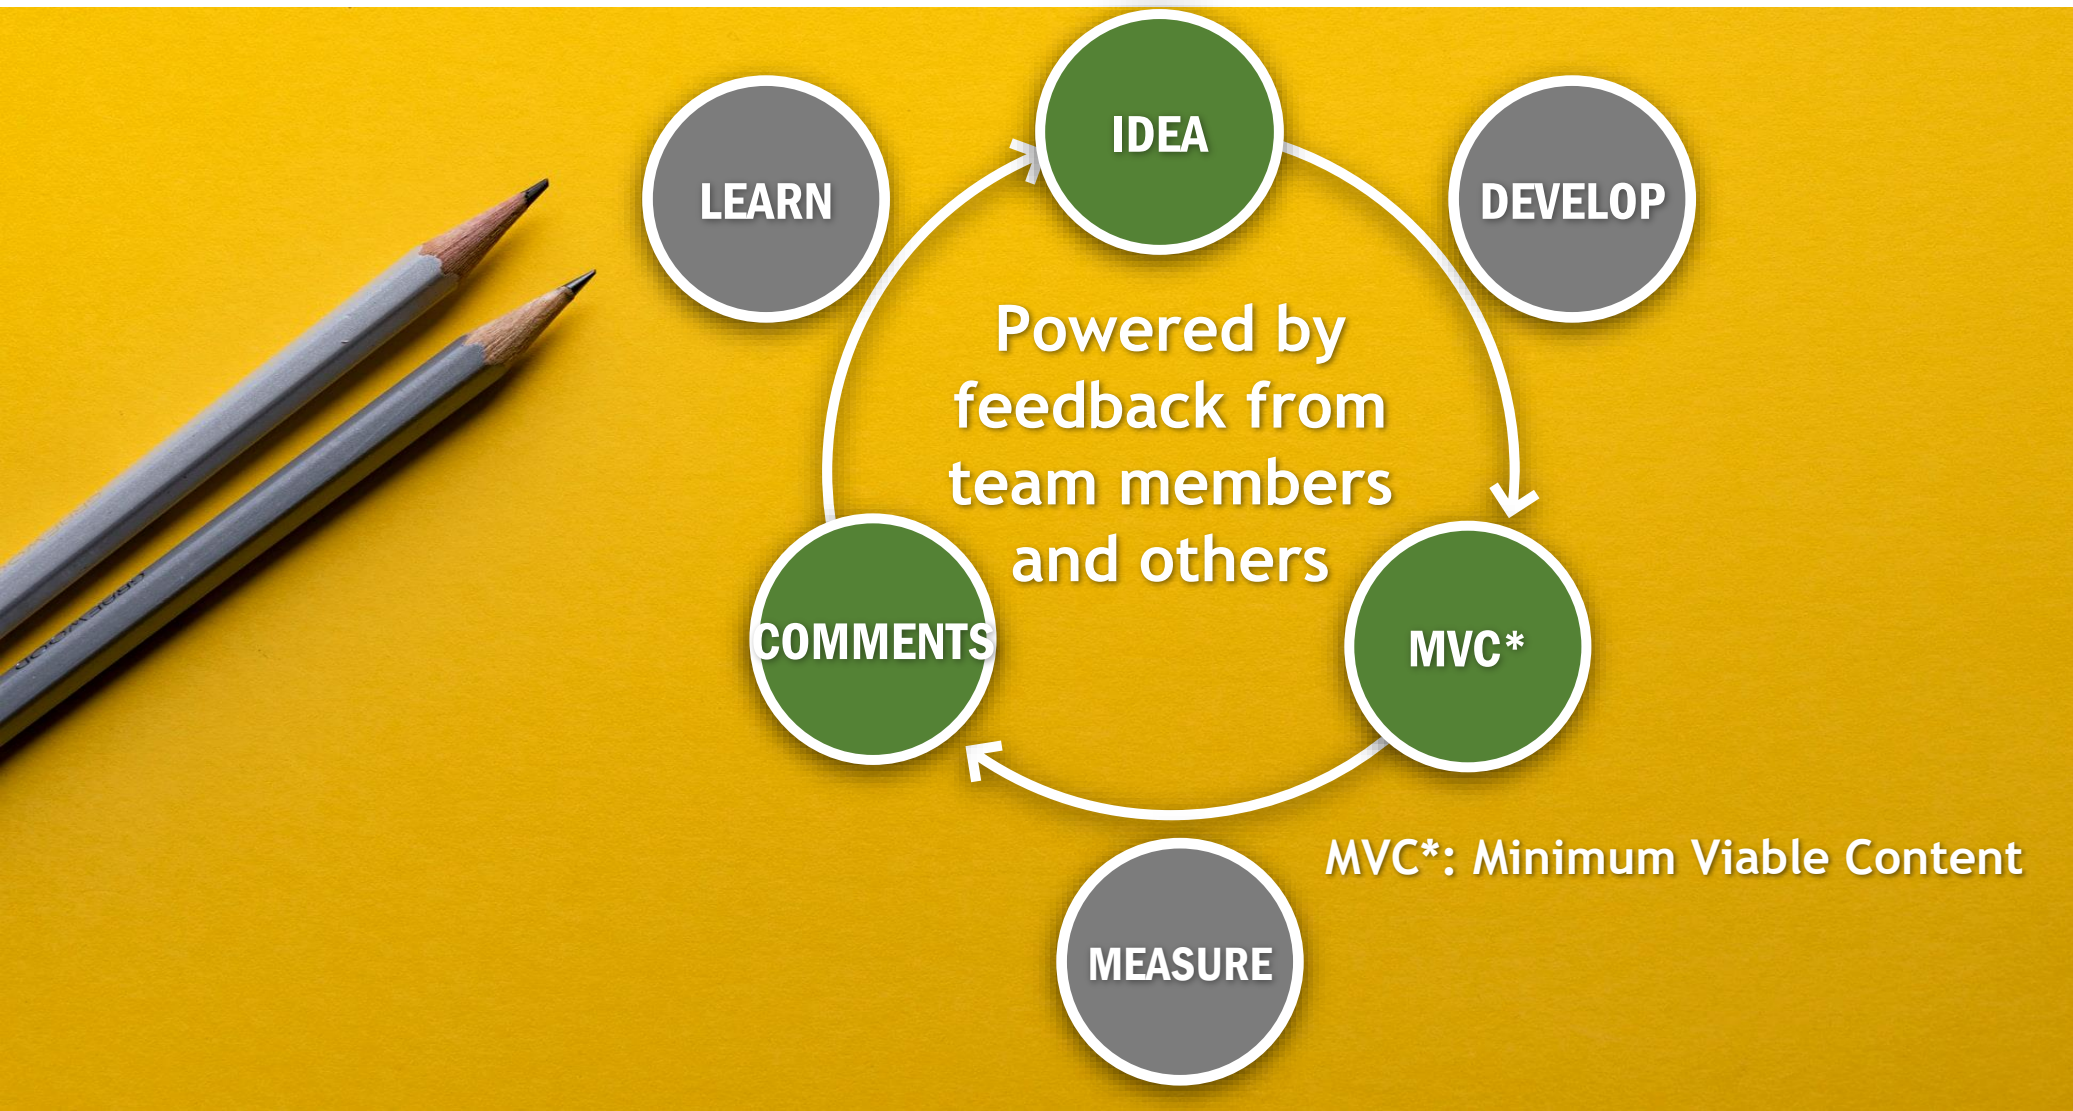 IDEA
LEARN
DEVELOP
Powered by
feedback from
team members
and others
COMMENTS
MVC*
MVC*: Minimum Viable Content
MEASURE